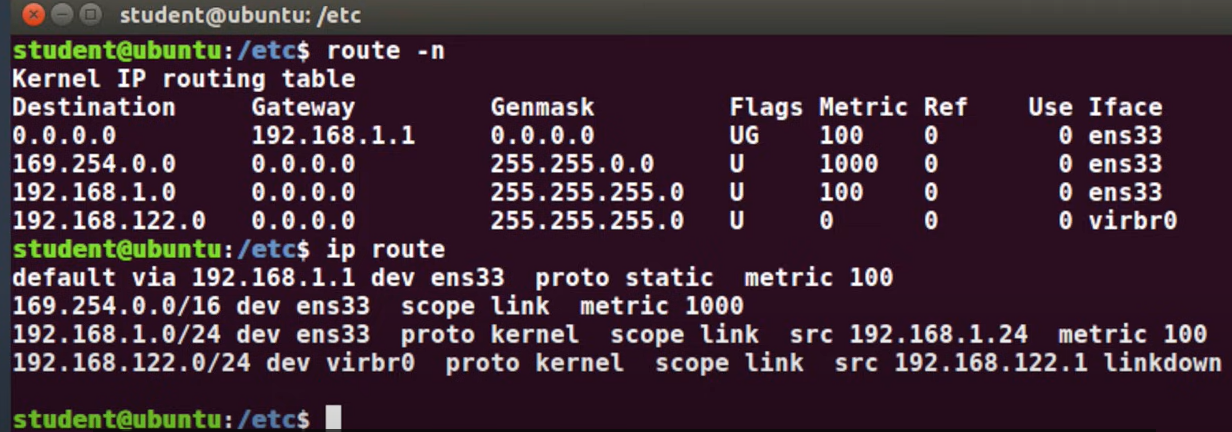 student@ubuntu: /etc
student@ubuntu:/etc$ route -n
Kernel IP routing table
Destination     Gateway         Genmask         Flags Metric Ref    Use Iface
0.0.0.0         192.168.1.1     0.0.0.0         UG    100    0        0 ens33
169.254.0.0     0.0.0.0         255.255.0.0     U     1000   0        0 ens33
192.168.1.0     0.0.0.0         255.255.255.0   U     100    0        0 ens33
192.168.122.0   0.0.0.0         255.255.255.0   U     0      0        0 virbr0
student@ubuntu:/etc$ ip route
default via 192.168.1.1 dev ens33  proto static  metric 100
169.254.0.0/16 dev ens33  scope link  metric 1000
192.168.1.0/24 dev ens33  proto kernel  scope link  src 192.168.1.24  metric 100
192.168.122.0/24 dev virbr0  proto kernel  scope link  src 192.168.122.1 linkdown
student@ubuntu:/etc$